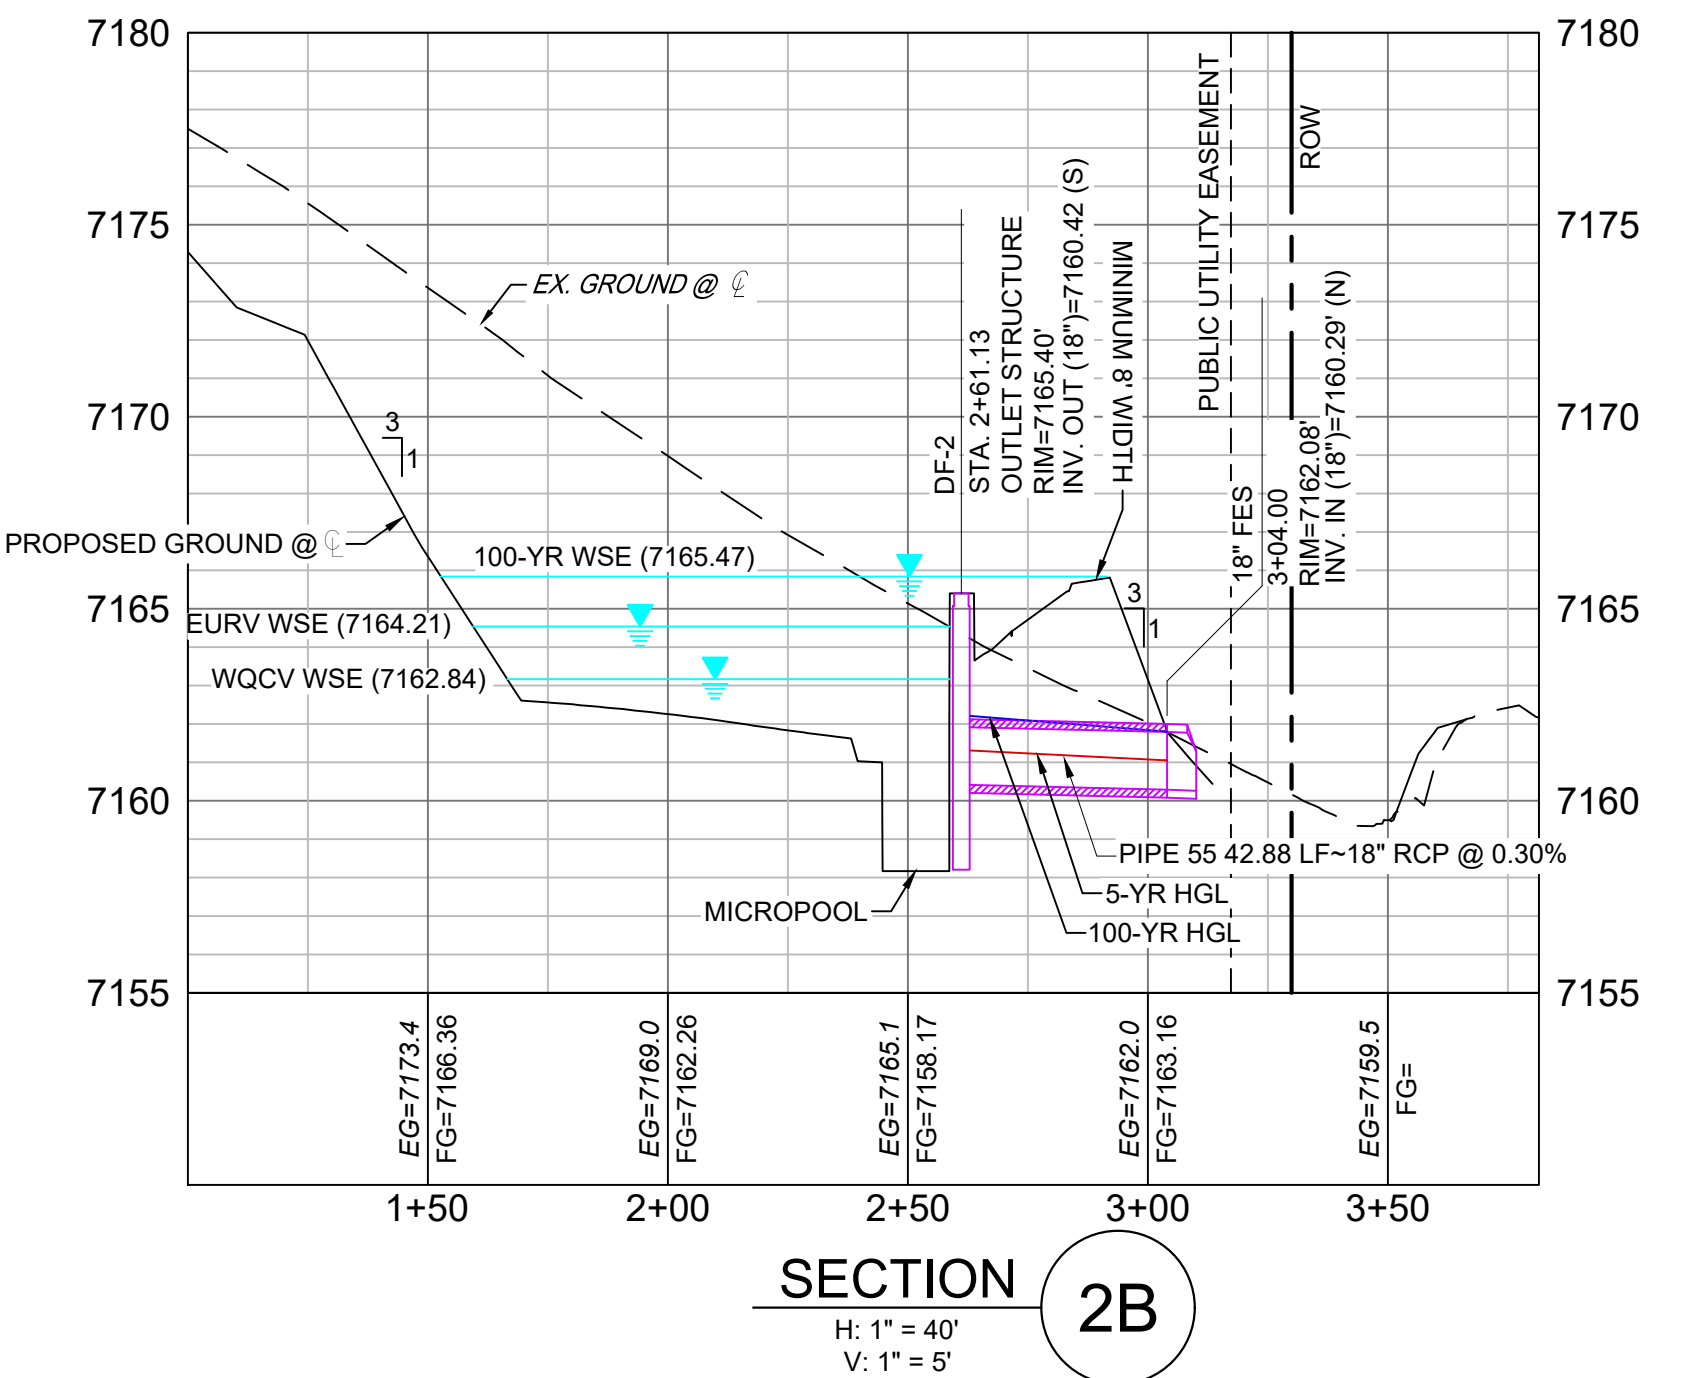 7180
7180
7175
7175
7170
7170
7165
7165
7160
7160
7155
7155
EX. GROUND @ ℄
PROPOSED GROUND @ ℄
3
1
100-YR WSE (7165.47)
EURV WSE (7164.21)
WQCV WSE (7162.84)
DF-2
STA. 2+61.13
OUTLET STRUCTURE
RIM=7165.40'
INV. OUT (18")=7160.42 (S)
MINIMUM 8' WIDTH
3
1
PUBLIC UTILITY EASEMENT
ROW
18" FES
3+04.00
RIM=7162.08'
INV. IN (18")=7160.29' (N)
PIPE 55 42.88 LF~18" RCP @ 0.30%
5-YR HGL
100-YR HGL
MICROPOOL
EG=7173.4
FG=7166.36
EG=7169.0
FG=7162.26
EG=7165.1
FG=7158.17
EG=7162.0
FG=7163.16
EG=7159.5
FG=
1+50
2+00
2+50
3+00
3+50
SECTION
2B
H: 1" = 40'
V: 1" = 5'